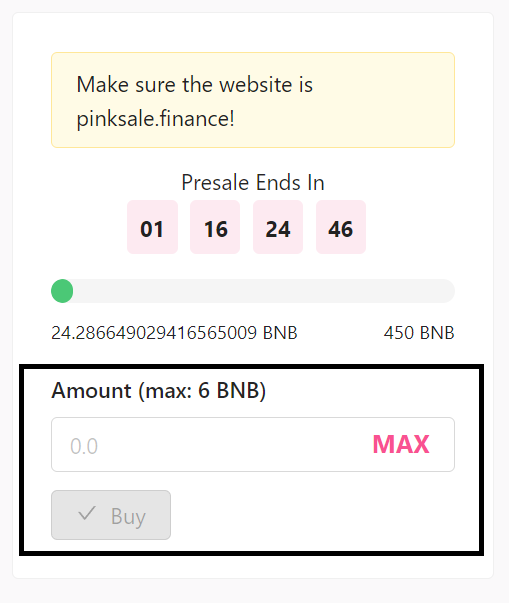 Make sure the website is
pinksale.finance!
Presale Ends In
01 16 24 46
24.286649029416565009 BNB 450 BNB
Amount (max: 6 BNB)
0.0 MAX
Buy